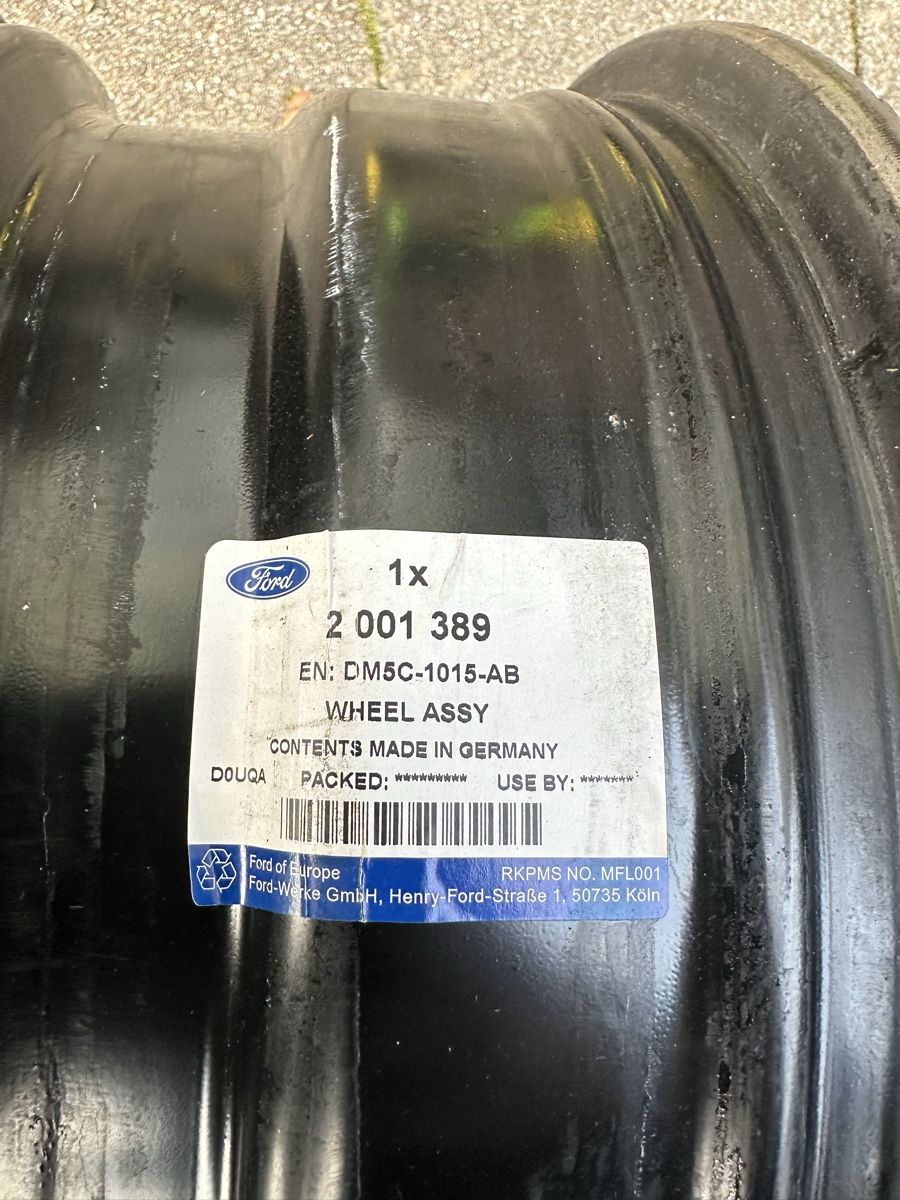 Ford
1x
2 001 389
EN: DM5C-1015-AB
WHEEL ASSY
CONTENTS MADE IN GERMANY
D0UQA PACKED: ********* USE BY: *******
Ford of Europe RKPMS NO. MFL001
Ford-Werke GmbH, Henry-Ford-Straße 1, 50735 Köln